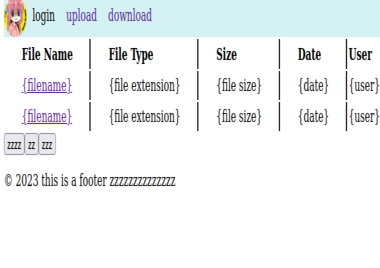 login upload download
File Name File Type Size Date User
{filename} {file extension} {file size} {date} {user}
{filename} {file extension} {file size} {date} {user}
zzzz zz zzz
© 2023 this is a footer zzzzzzzzzzzzzz